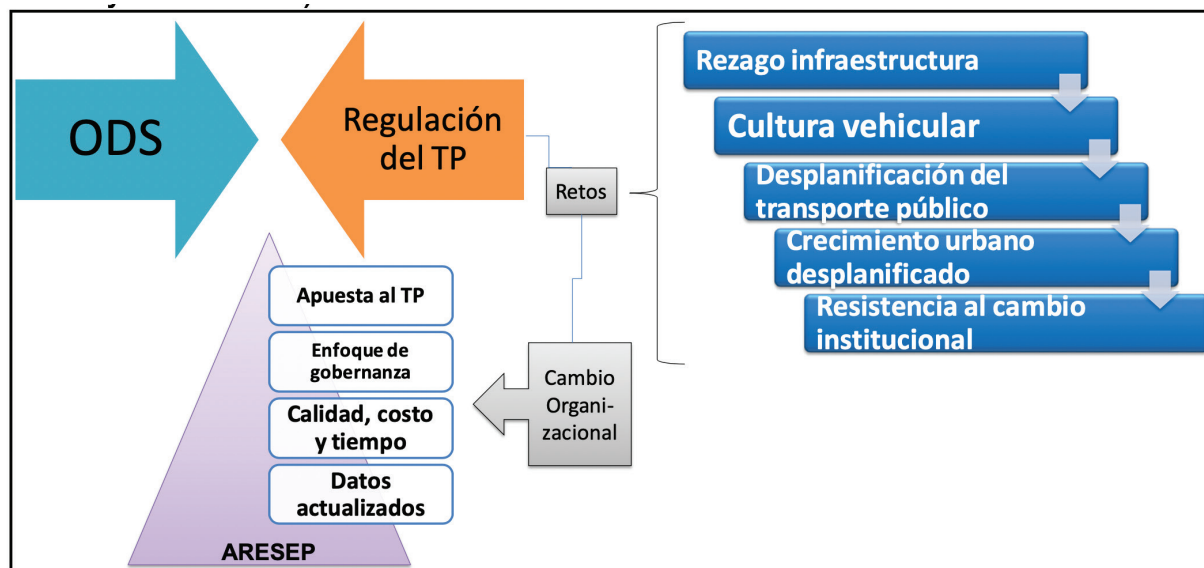 ODS
Regulación
del TP
Retos
Rezago infraestructura
Cultura vehicular
Desplanificación del
transporte público
Crecimiento urbano
desplanificado
Resistencia al cambio
institucional
Apuesta al TP
Enfoque de
gobernanza
Calidad, costo
y tiempo
Datos
actualizados
ARESEP
Cambio
Organi-
zacional